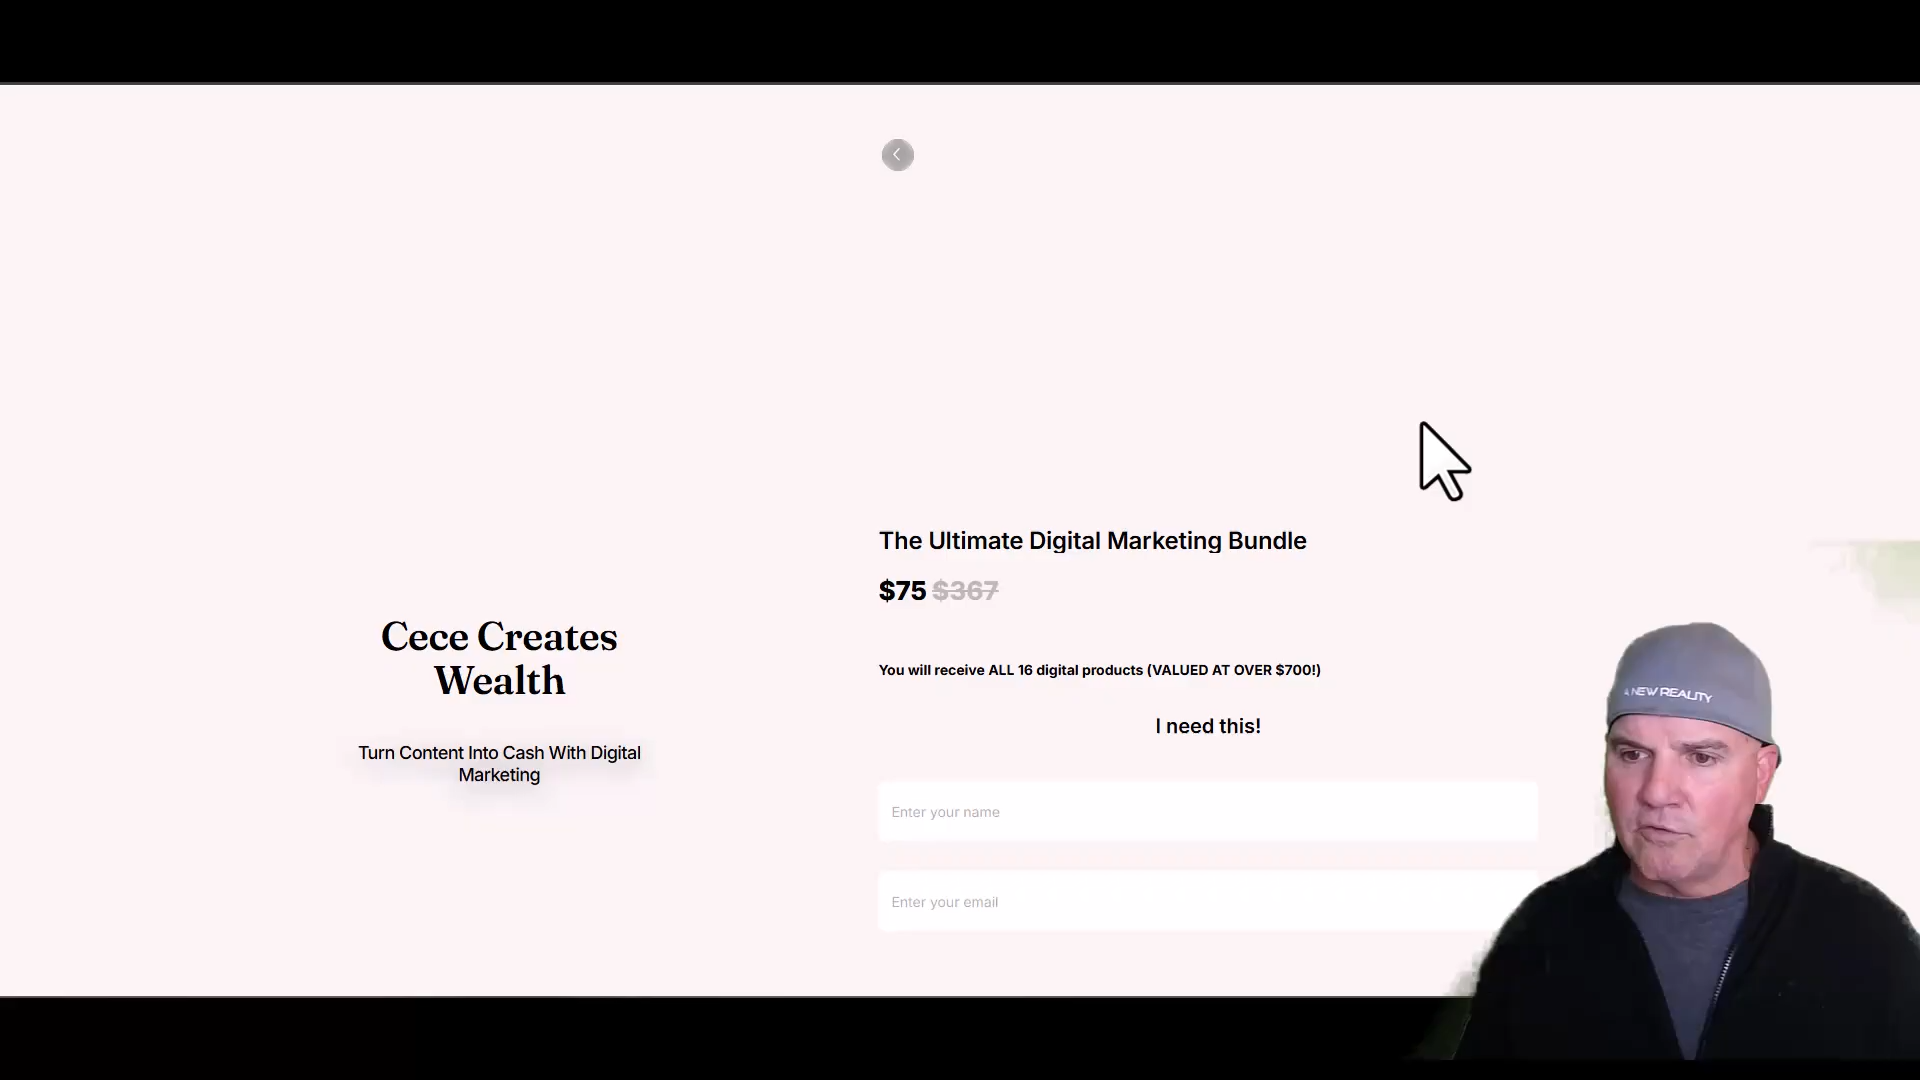 Cece Creates
Wealth
Turn Content Into Cash With Digital
Marketing
The Ultimate Digital Marketing Bundle
$75 $367
You will receive ALL 16 digital products (VALUED AT OVER $700!)
I need this!
Enter your name
Enter your email
A NEW REALITY